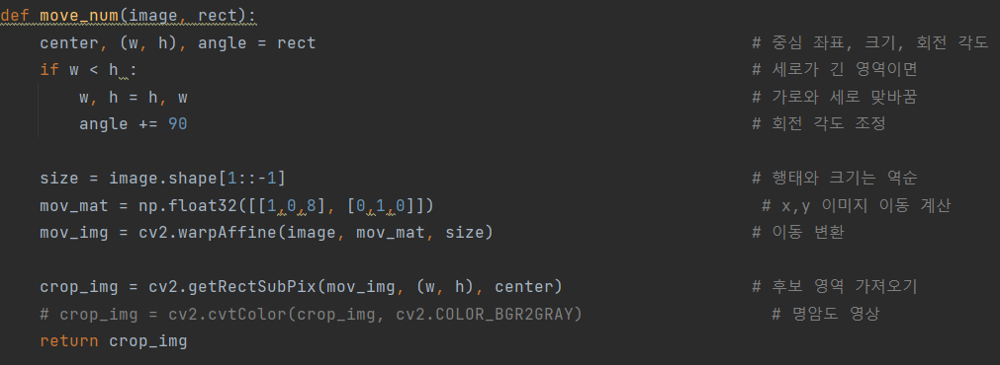 def move_num(image, rect):
    center, (w, h), angle = rect # 중심 좌표, 크기, 회전 각도
    if w < h : # 세로가 긴 영역이면
        w, h = h, w # 가로와 세로 맞바꿈
        angle += 90 # 회전 각도 조정
    size = image.shape[1::-1] # 행태와 크기는 역순
    mov_mat = np.float32([[1,0,8], [0,1,0]]) # x,y 이미지 이동 계산
    mov_img = cv2.warpAffine(image, mov_mat, size) # 이동 변환
    crop_img = cv2.getRectSubPix(mov_img, (w, h), center) # 후보 영역 가져오기
    # crop_img = cv2.cvtColor(crop_img, cv2.COLOR_BGR2GRAY) # 명암도 영상
    return crop_img